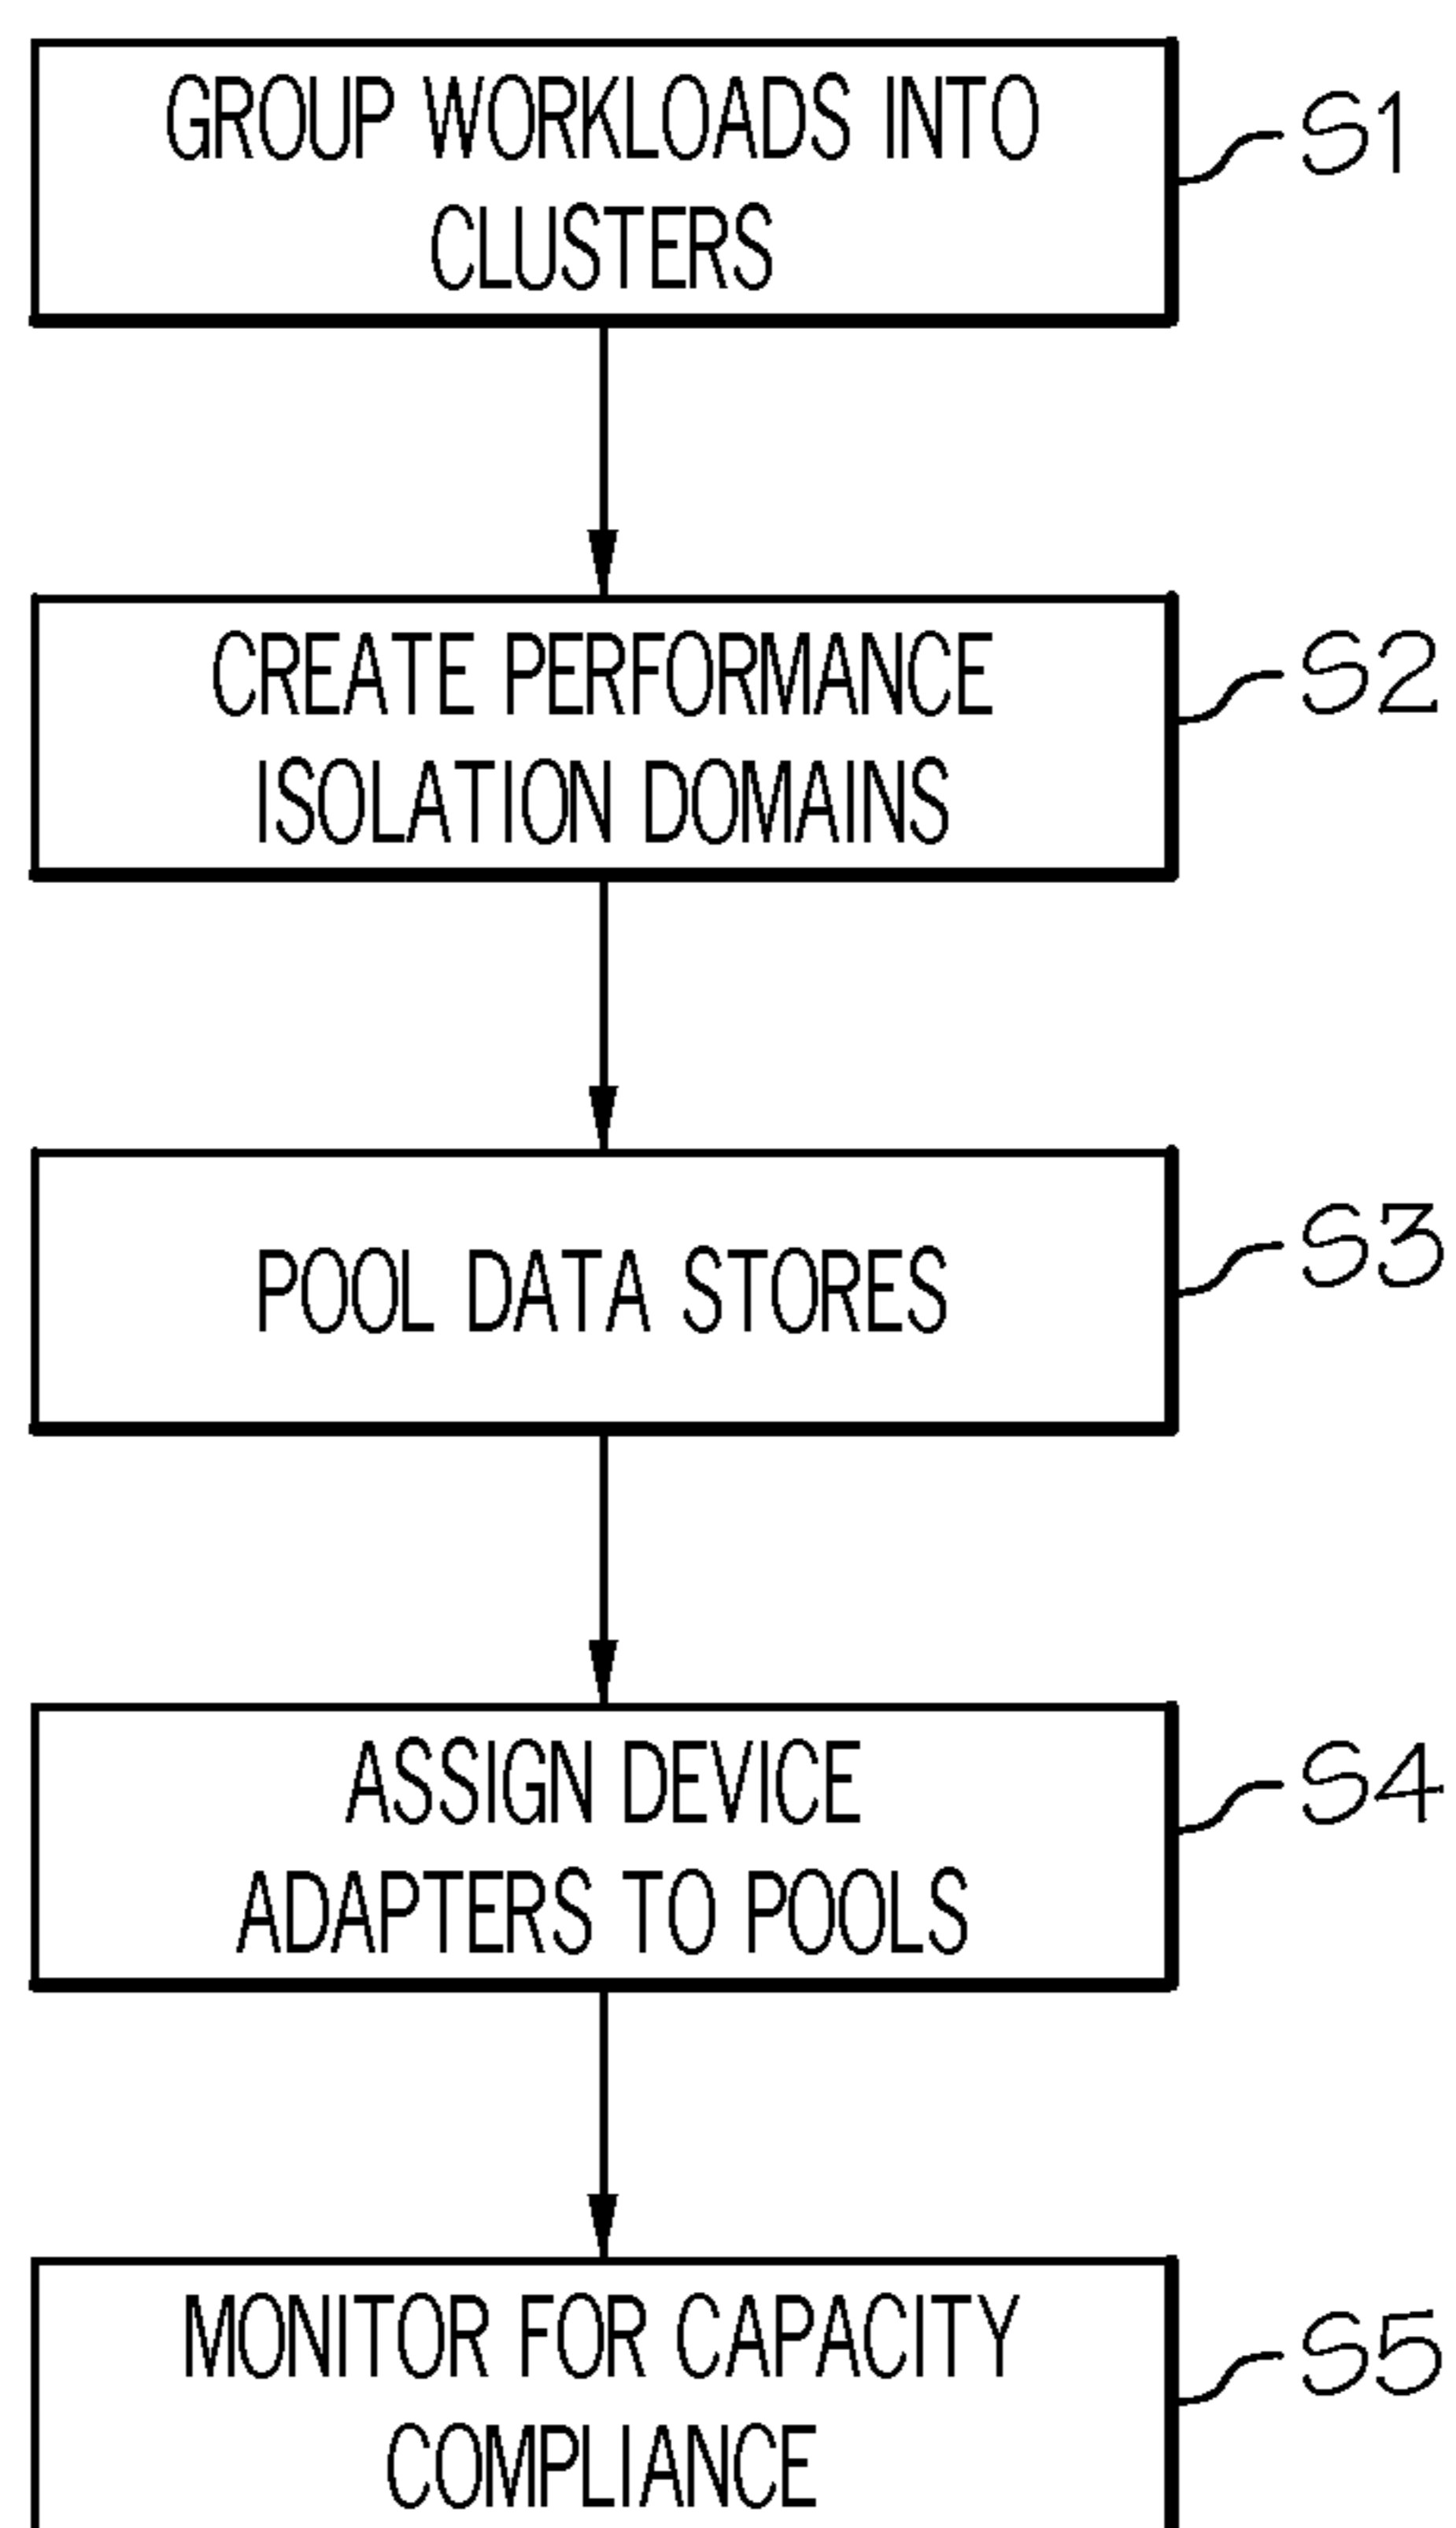 GROUP WORKLOADS INTO
CLUSTERS
S1
CREATE PERFORMANCE
ISOLATION DOMAINS
S2
POOL DATA STORES
S3
ASSIGN DEVICE
ADAPTERS TO POOLS
S4
MONITOR FOR CAPACITY
COMPLIANCE
S5